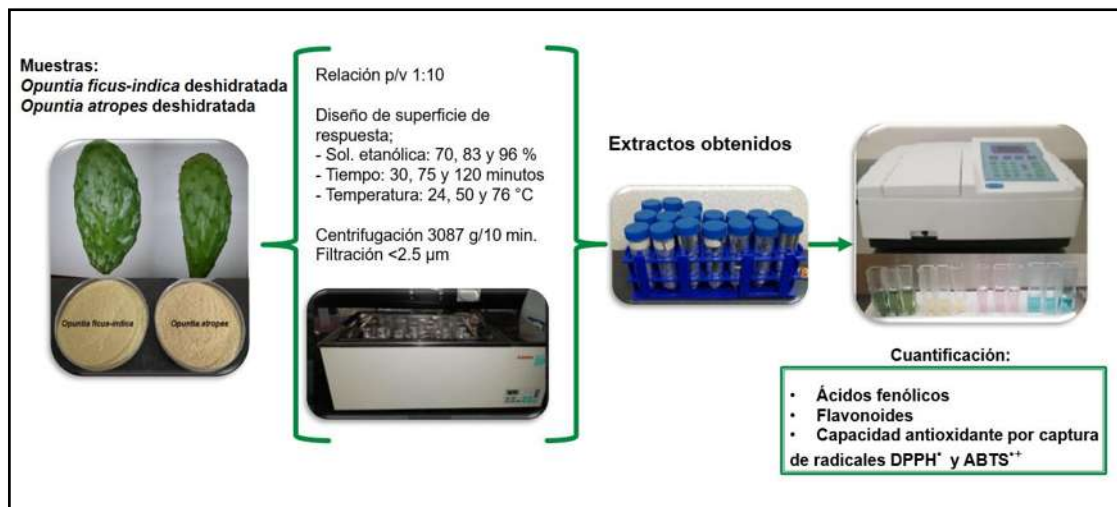 Muestras:
Opuntia ficus-indica deshidratada
Opuntia atropes deshidratada
Opuntia ficus-indica
Opuntia atropes
Relación p/v 1:10
Diseño de superficie de
respuesta;
- Sol. etanólica: 70, 83 y 96 %
- Tiempo: 30, 75 y 120 minutos
- Temperatura: 24, 50 y 76 °C
Centrifugación 3087 g/10 min.
Filtración <2.5 µm
Extractos obtenidos
Cuantificación:
• Ácidos fenólicos
• Flavonoides
• Capacidad antioxidante por captura
de radicales DPPH• y ABTS•+